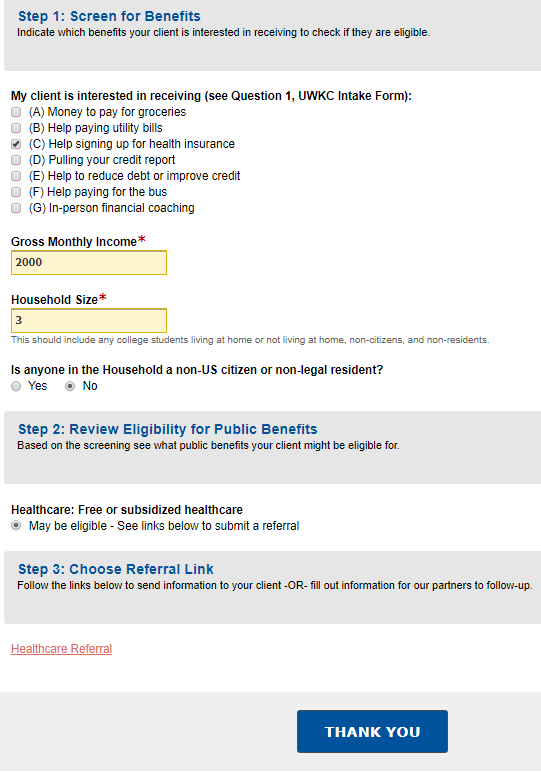 Step 1: Screen for Benefits
Indicate which benefits your client is interested in receiving to check if they are eligible.
My client is interested in receiving (see Question 1, UWKC Intake Form):
(A) Money to pay for groceries
(B) Help paying utility bills
(C) Help signing up for health insurance
(D) Pulling your credit report
(E) Help to reduce debt or improve credit
(F) Help paying for the bus
(G) In-person financial coaching
Gross Monthly Income*
2000
Household Size*
3
This should include any college students living at home or not living at home, non-citizens, and non-residents.
Is anyone in the Household a non-US citizen or non-legal resident?
Yes No
Step 2: Review Eligibility for Public Benefits
Based on the screening see what public benefits your client might be eligible for.
Healthcare: Free or subsidized healthcare
May be eligible - See links below to submit a referral
Step 3: Choose Referral Link
Follow the links below to send information to your client -OR- fill out information for our partners to follow-up.
Healthcare Referral
THANK YOU